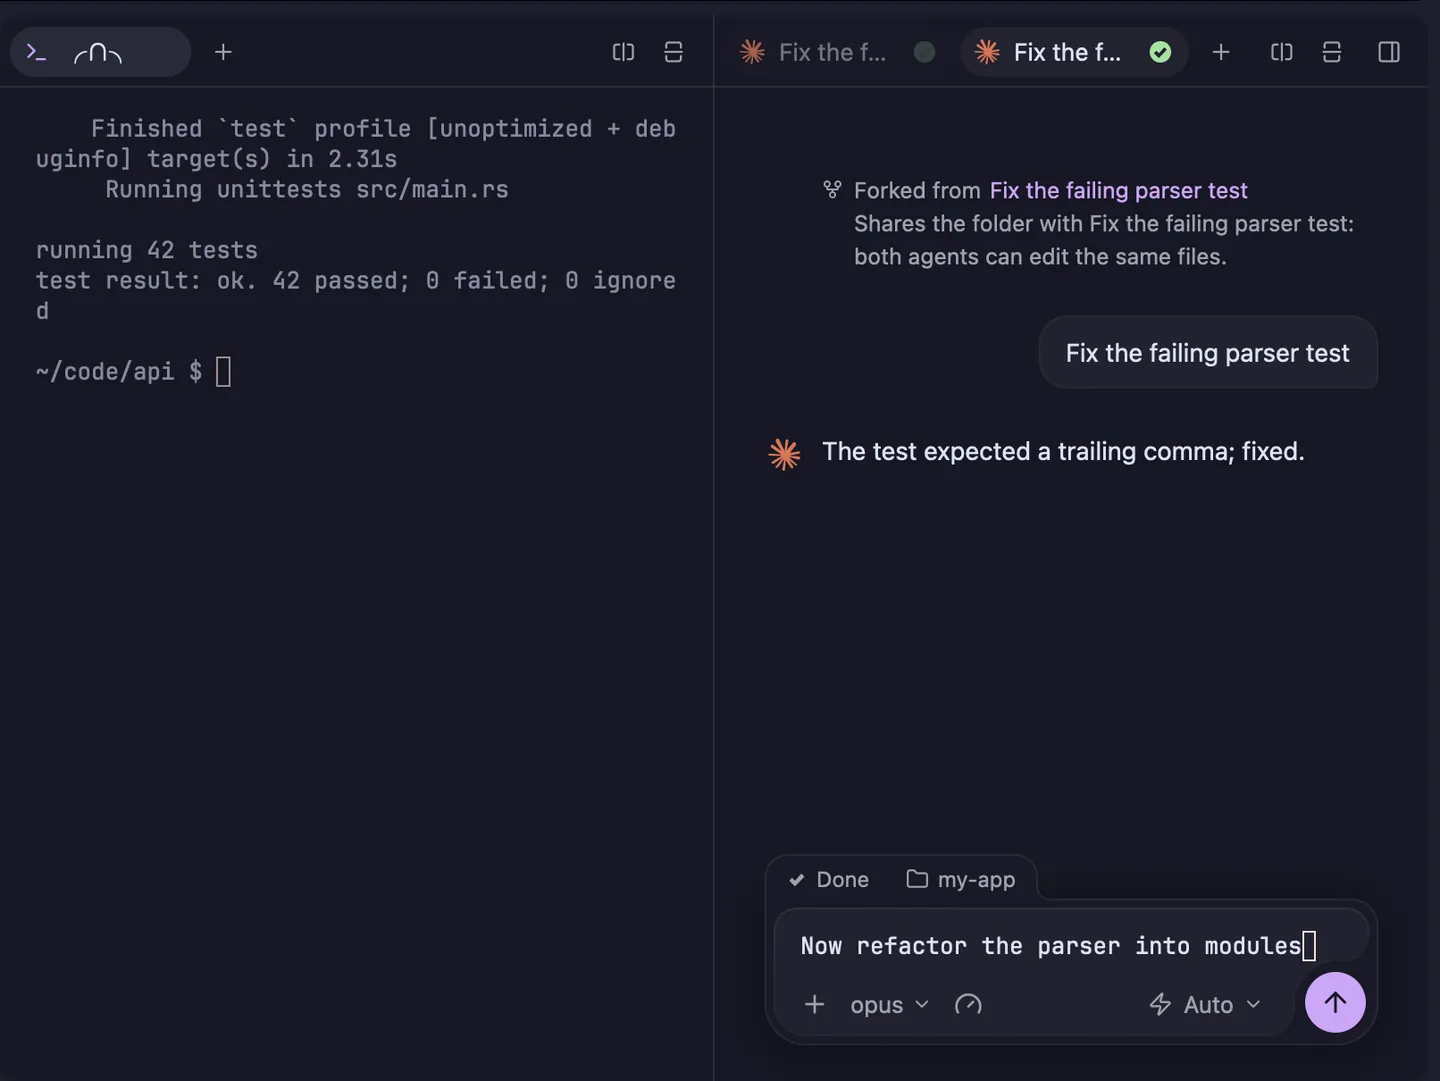 Fix the f...
Fix the f...
Finished `test` profile [unoptimized + deb
uginfo] target(s) in 2.31s
Running unittests src/main.rs
running 42 tests
test result: ok. 42 passed; 0 failed; 0 ignore
d
~/code/api $
Forked from Fix the failing parser test
Shares the folder with Fix the failing parser test:
both agents can edit the same files.
Fix the failing parser test
The test expected a trailing comma; fixed.
Done my-app
Now refactor the parser into modules
opus Auto